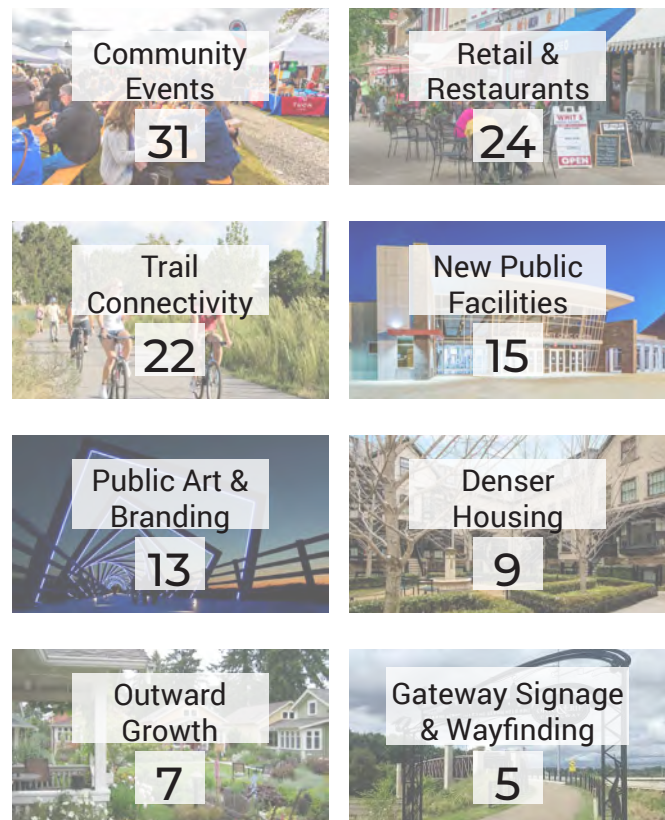 Community
Events
31
Retail &
Restaurants
24
OPEN
Trail
Connectivity
22
New Public
Facilities
15
Public Art &
Branding
13
Denser
Housing
9
Outward
Growth
7
Gateway Signage
& Wayfinding
5